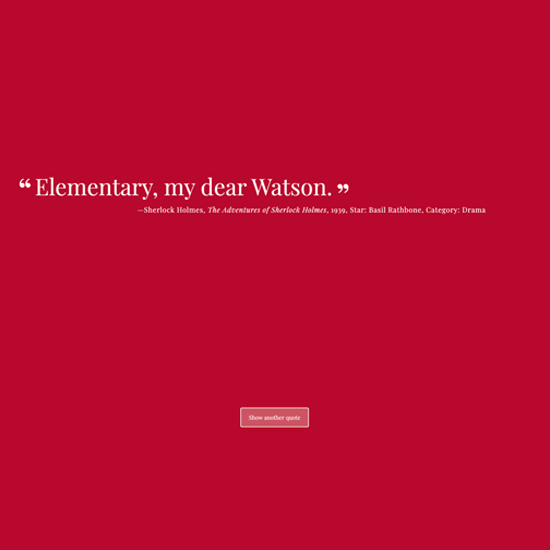 “Elementary, my dear Watson.”
—Sherlock Holmes, The Adventures of Sherlock Holmes, 1939, Star: Basil Rathbone, Category: Drama
Show another quote